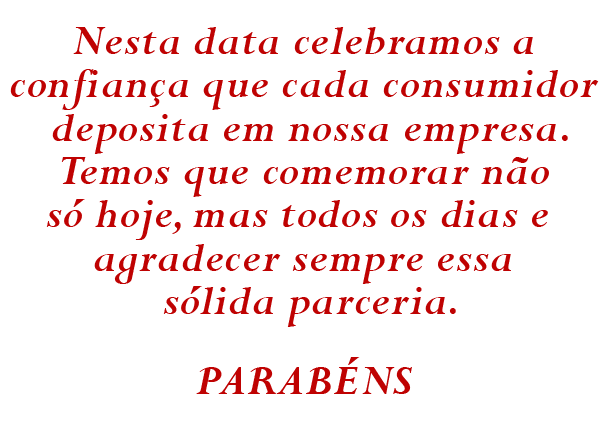 Nesta data celebramos a
confiança que cada consumidor
deposita em nossa empresa.
Temos que comemorar não
só hoje, mas todos os dias e
agradecer sempre essa
sólida parceria.
PARABÉNS